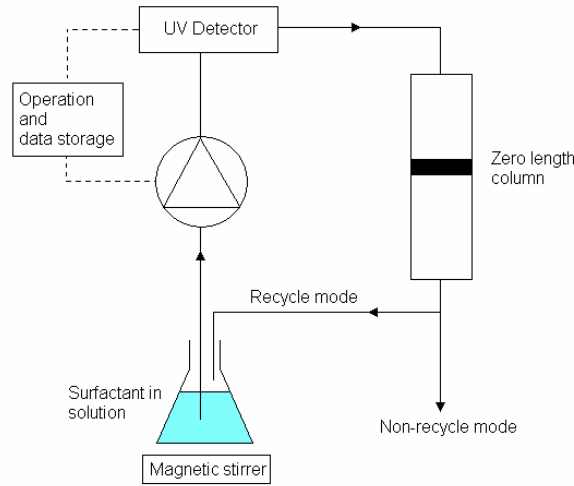 UV Detector
Operation
and
data storage
Zero length
column
Recycle mode
Surfactant in
solution
Non-recycle mode
Magnetic stirrer